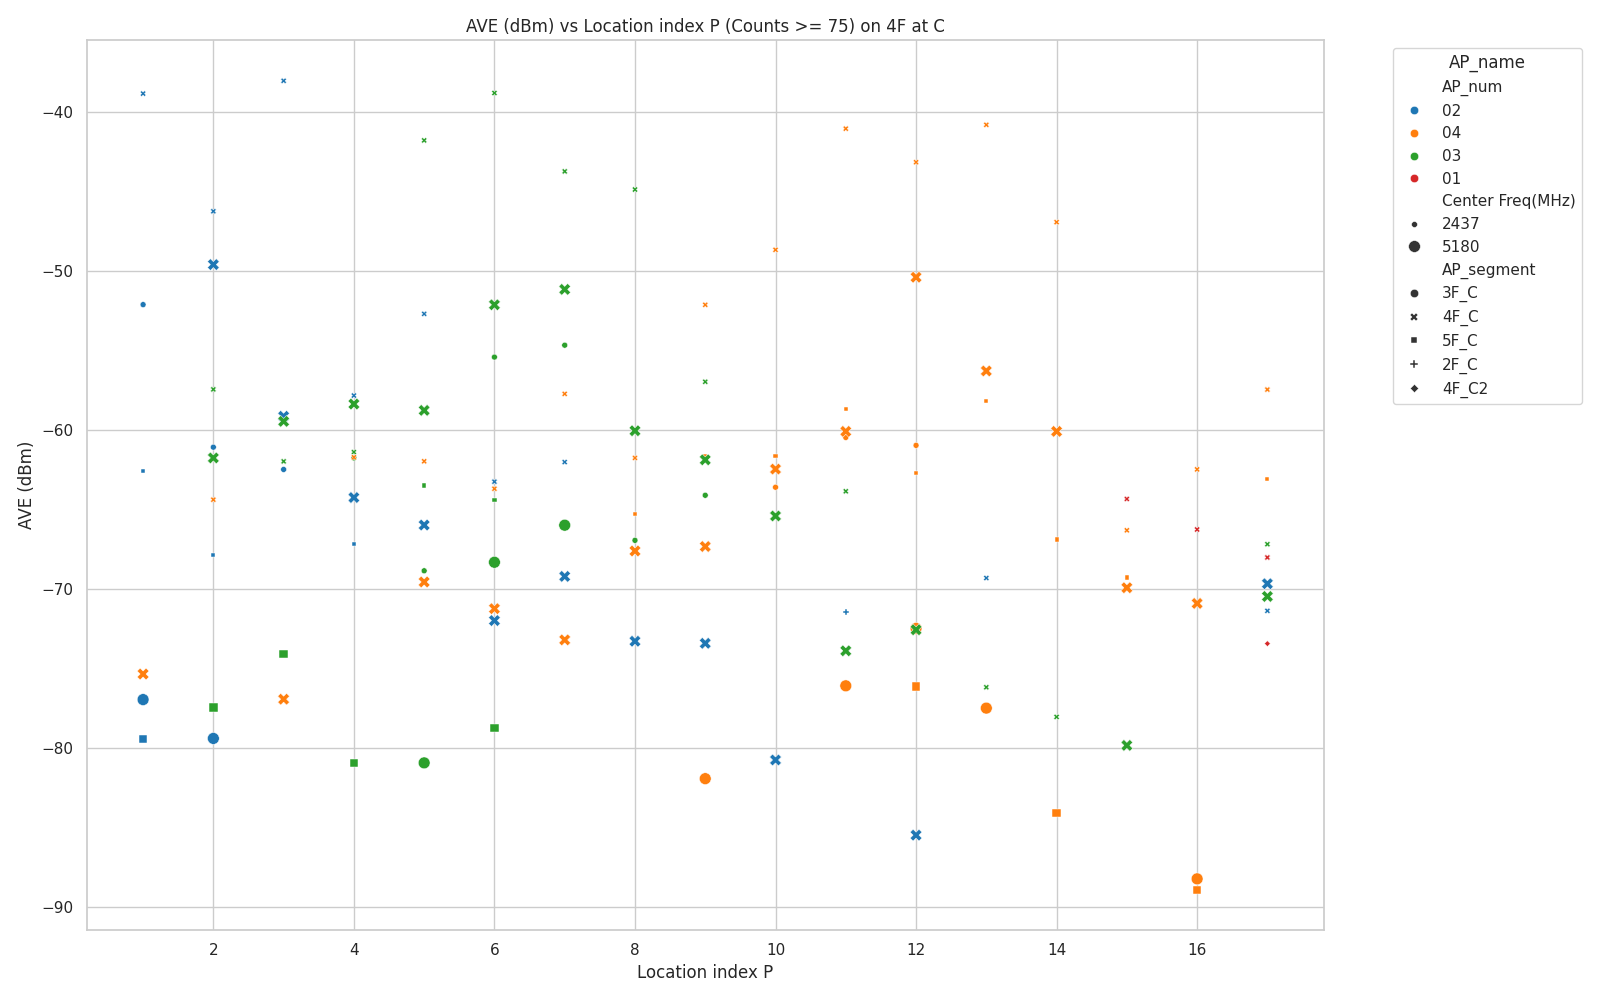 AVE (dBm) vs Location index P (Counts >= 75) on 4F at C
AVE (dBm)
−40
−50
−60
−70
−80
−90
2
4
6
8
10
12
14
16
Location index P
AP_name
AP_num
02
04
03
01
Center Freq(MHz)
2437
5180
AP_segment
3F_C
4F_C
5F_C
2F_C
4F_C2